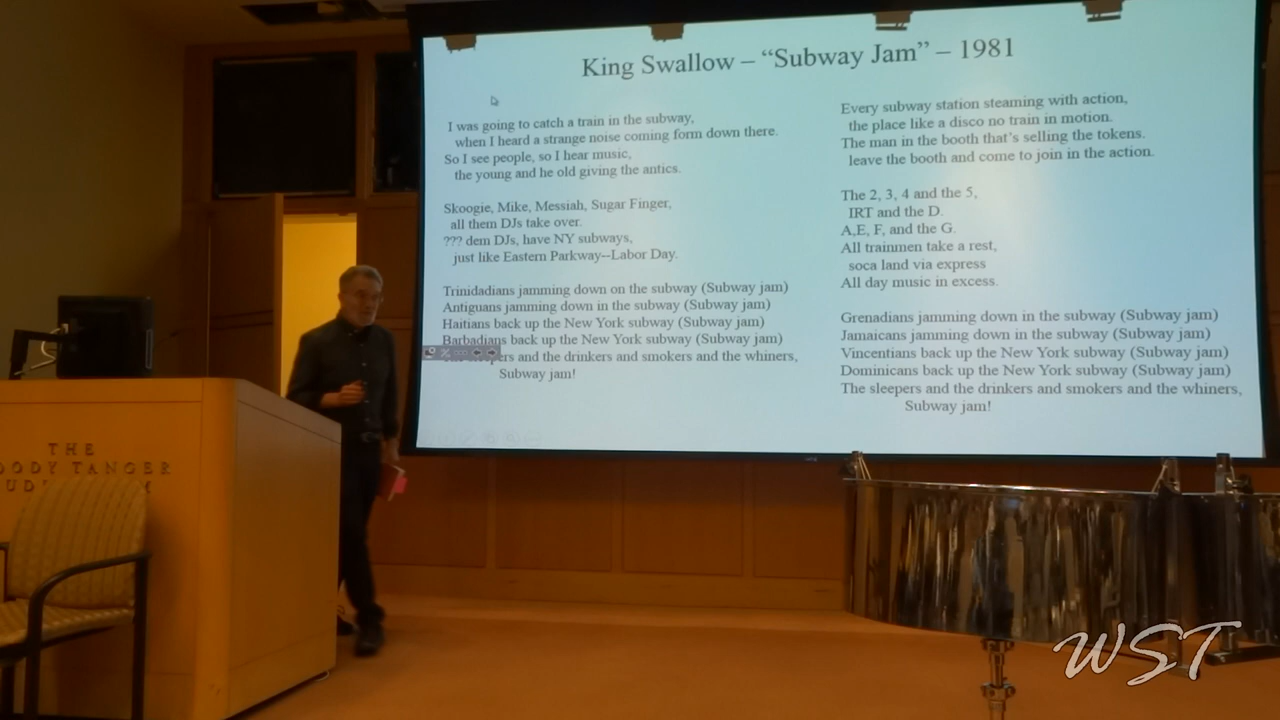 King Swallow – “Subway Jam” – 1981
I was going to catch a train in the subway,
when I heard a strange noise coming form down there.
So I see people, so I hear music,
the young and he old giving the antics.
Skoogie, Mike, Messiah, Sugar Finger,
all them DJs take over.
??? dem DJs, have NY subways,
just like Eastern Parkway--Labor Day.
Trinidadians jamming down on the subway (Subway jam)
Antiguans jamming down in the subway (Subway jam)
Haitians back up the New York subway (Subway jam)
Barbadians back up the New York subway (Subway jam)
and the drinkers and smokers and the whiners,
Subway jam!
Every subway station steaming with action,
the place like a disco no train in motion.
The man in the booth that’s selling the tokens.
leave the booth and come to join in the action.
The 2, 3, 4 and the 5,
IRT and the D.
A,E, F, and the G.
All trainmen take a rest,
soca land via express
All day music in excess.
Grenadians jamming down in the subway (Subway jam)
Jamaicans jamming down in the subway (Subway jam)
Vincentians back up the New York subway (Subway jam)
Dominicans back up the New York subway (Subway jam)
The sleepers and the drinkers and smokers and the whiners,
Subway jam!
THE
TANGER
WST